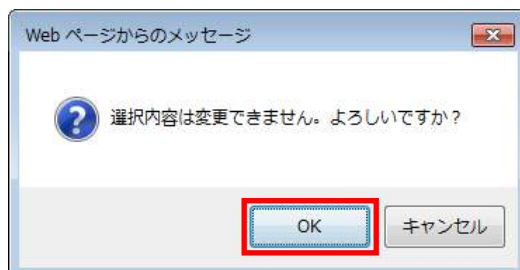 Web ページからのメッセージ
選択内容は変更できません。よろしいですか？
OK
キャンセル